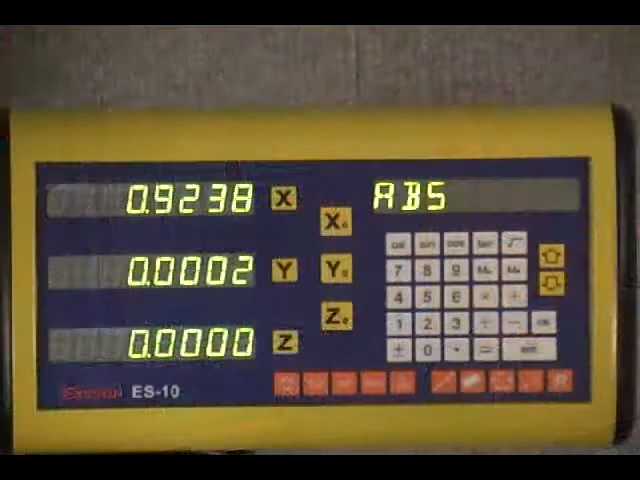 0.9238 X ABS
X₀
0.0002 Y Y₀
0.0000 Z Z₀
cos
7 8 9
4 5 6 × ÷
1 2 3 + −
± 0 . =
ES-10